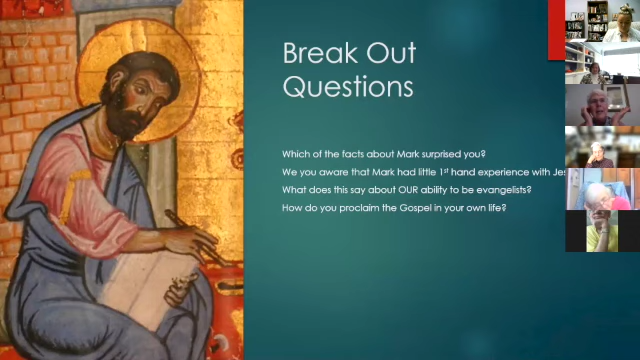 Break Out
Questions
Which of the facts about Mark surprised you?
We you aware that Mark had little 1st hand experience with Jes
What does this say about OUR ability to be evangelists?
How do you proclaim the Gospel in your own life?